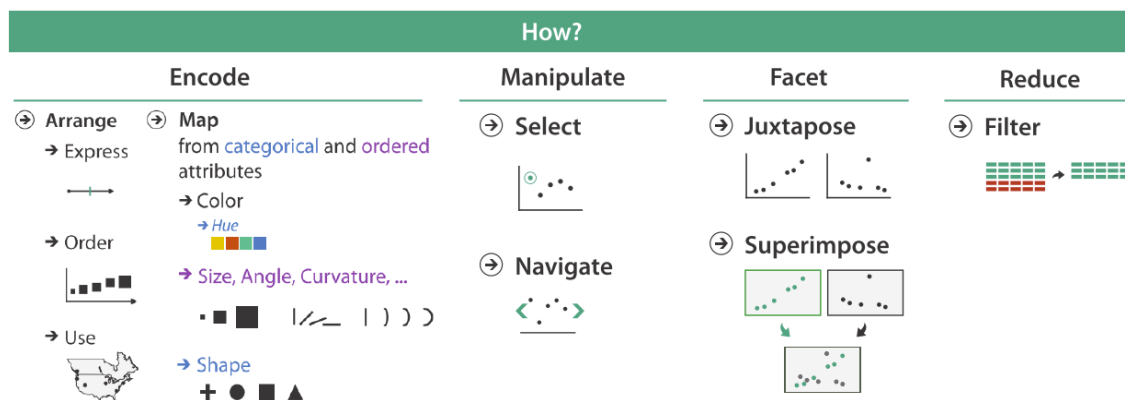 How?
Encode
Manipulate
Facet
Reduce
Arrange
Express
Order
Use
Map
from categorical and ordered
attributes
Color
Hue
Size, Angle, Curvature, ...
Shape
Select
Navigate
Juxtapose
Superimpose
Filter